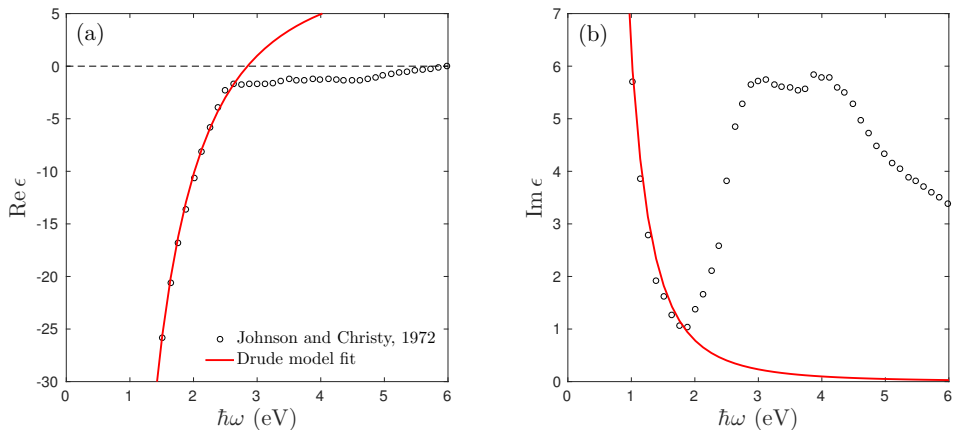 (a)
5
0
-5
-10
-15
-20
-25
-30
Re ϵ
Johnson and Christy, 1972
Drude model fit
0 1 2 3 4 5 6
ħω (eV)
(b)
7
6
5
4
3
2
1
0
Im ϵ
0 1 2 3 4 5 6
ħω (eV)